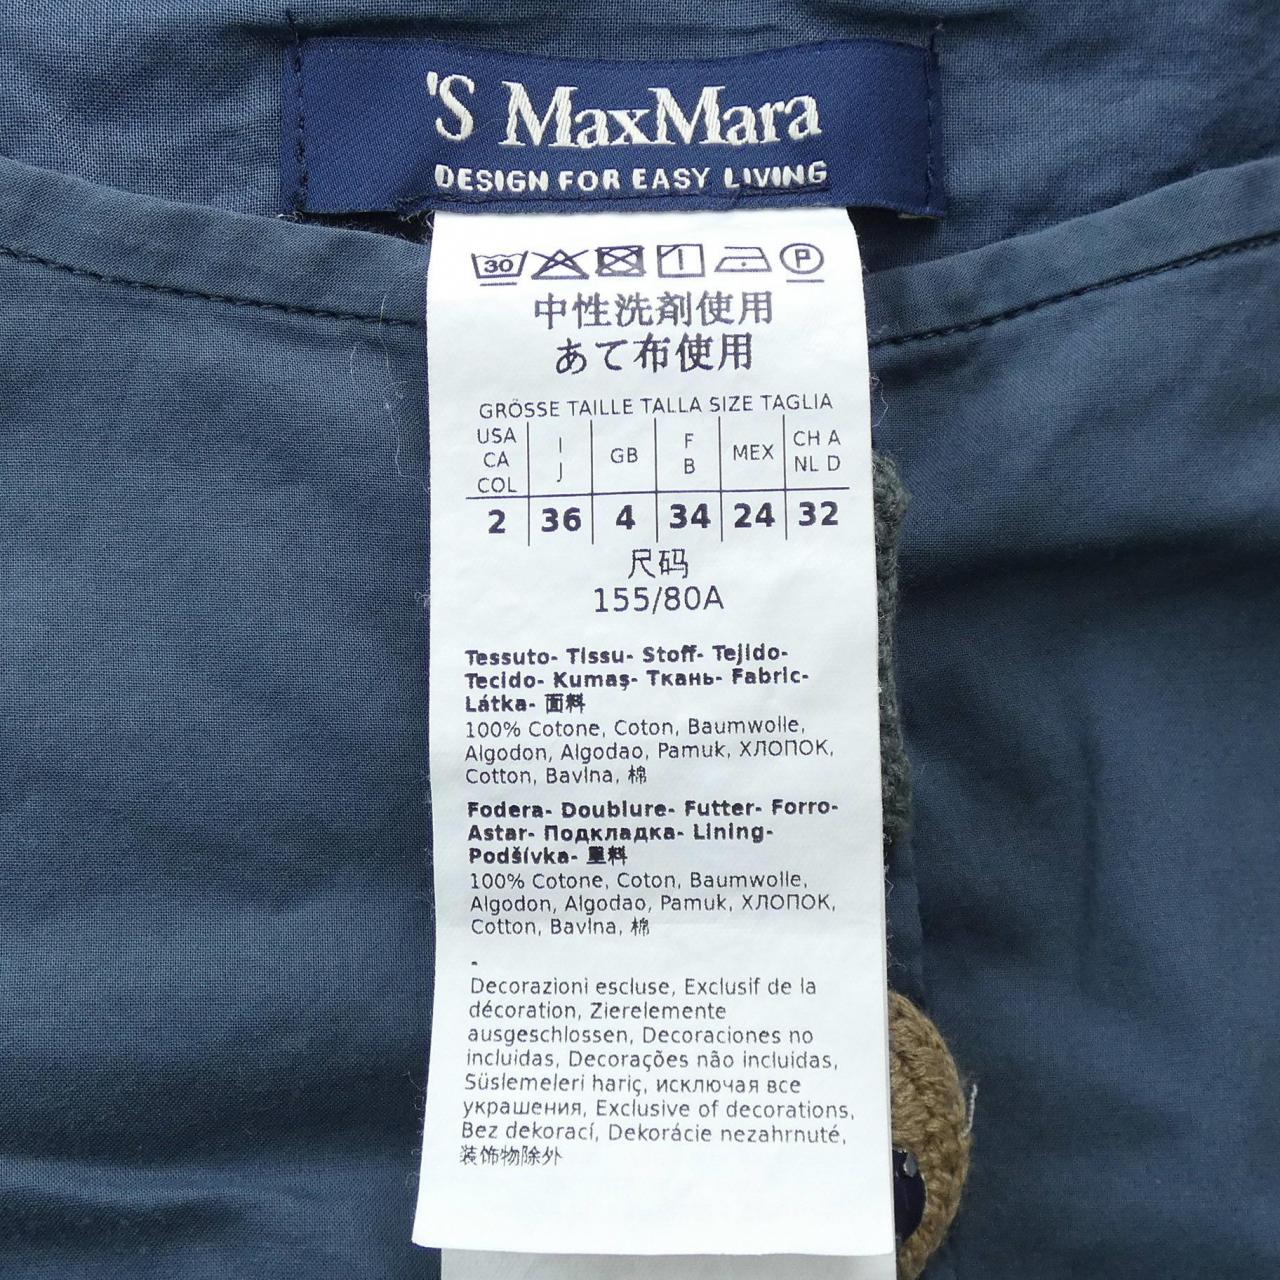 'S MaxMara
DESIGN FOR EASY LIVING
30 P
中性洗剤使用
あて布使用
GRÖSSE TAILLE TALLA SIZE TAGLIA
USA CA COL | I J | GB | F B | MEX | CH A NL D
2 | 36 | 4 | 34 | 24 | 32
尺码
155/80A
Tessuto- Tissu- Stoff- Tejido-
Tecido- Kumaş- Ткань- Fabric-
Látka- 面料
100% Cotone, Coton, Baumwolle,
Algodon, Algodao, Pamuk, ХЛОПОК,
Cotton, Bavlna, 棉
Fodera- Doublure- Futter- Forro-
Astar- Подкладка- Lining-
Podšívka- 里料
100% Cotone, Coton, Baumwolle,
Algodon, Algodao, Pamuk, ХЛОПОК,
Cotton, Bavlna, 棉
-
Decorazioni escluse, Exclusif de la
décoration, Zierelemente
ausgeschlossen, Decoraciones no
incluidas, Decorações não incluidas,
Süslemeleri hariç, исключая все
украшения, Exclusive of decorations,
Bez dekorací, Dekorácie nezahrnuté,
装饰物除外